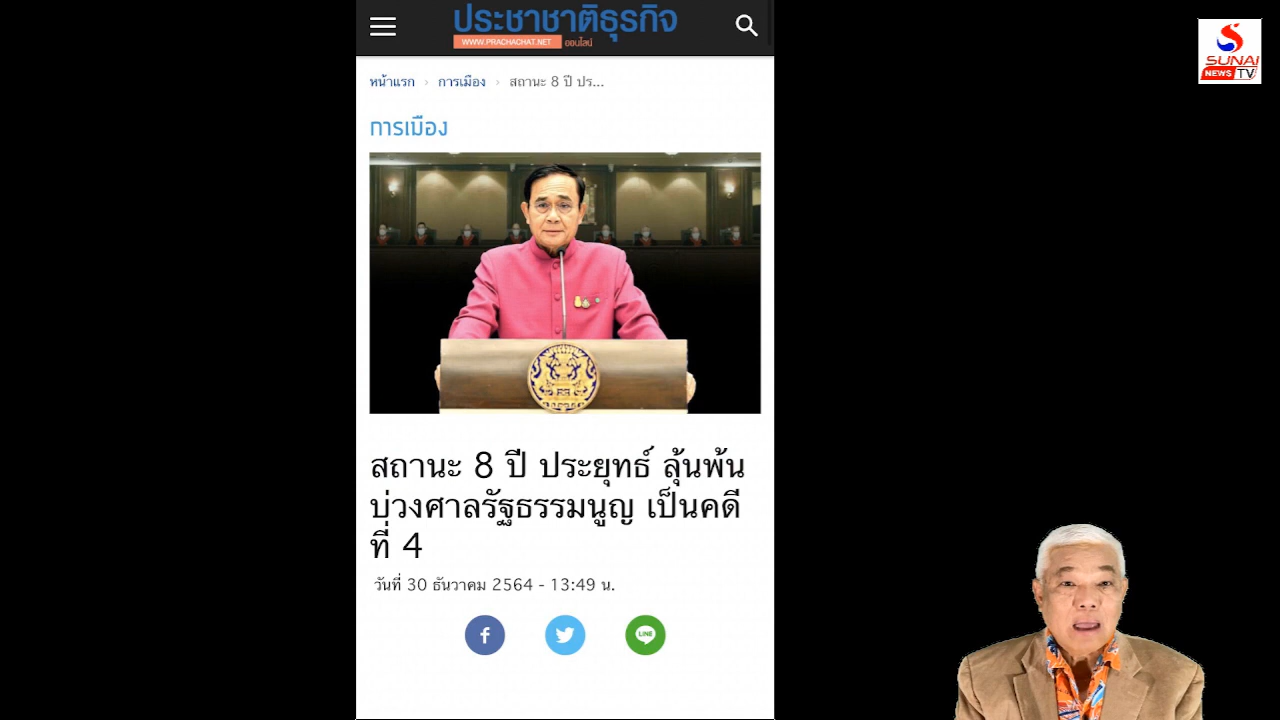 ประชาชาติธุรกิจ
WWW.PRACHACHAT.NET ออนไลน์
SUNAI
NEWS TV
หน้าแรก › การเมือง › สถานะ 8 ปี ปร...
การเมือง
สถานะ 8 ปี ประยุทธ์ ลุ้นพ้น
บ่วงศาลรัฐธรรมนูญ เป็นคดี
ที่ 4
วันที่ 30 ธันวาคม 2564 - 13:49 น.
f
LINE